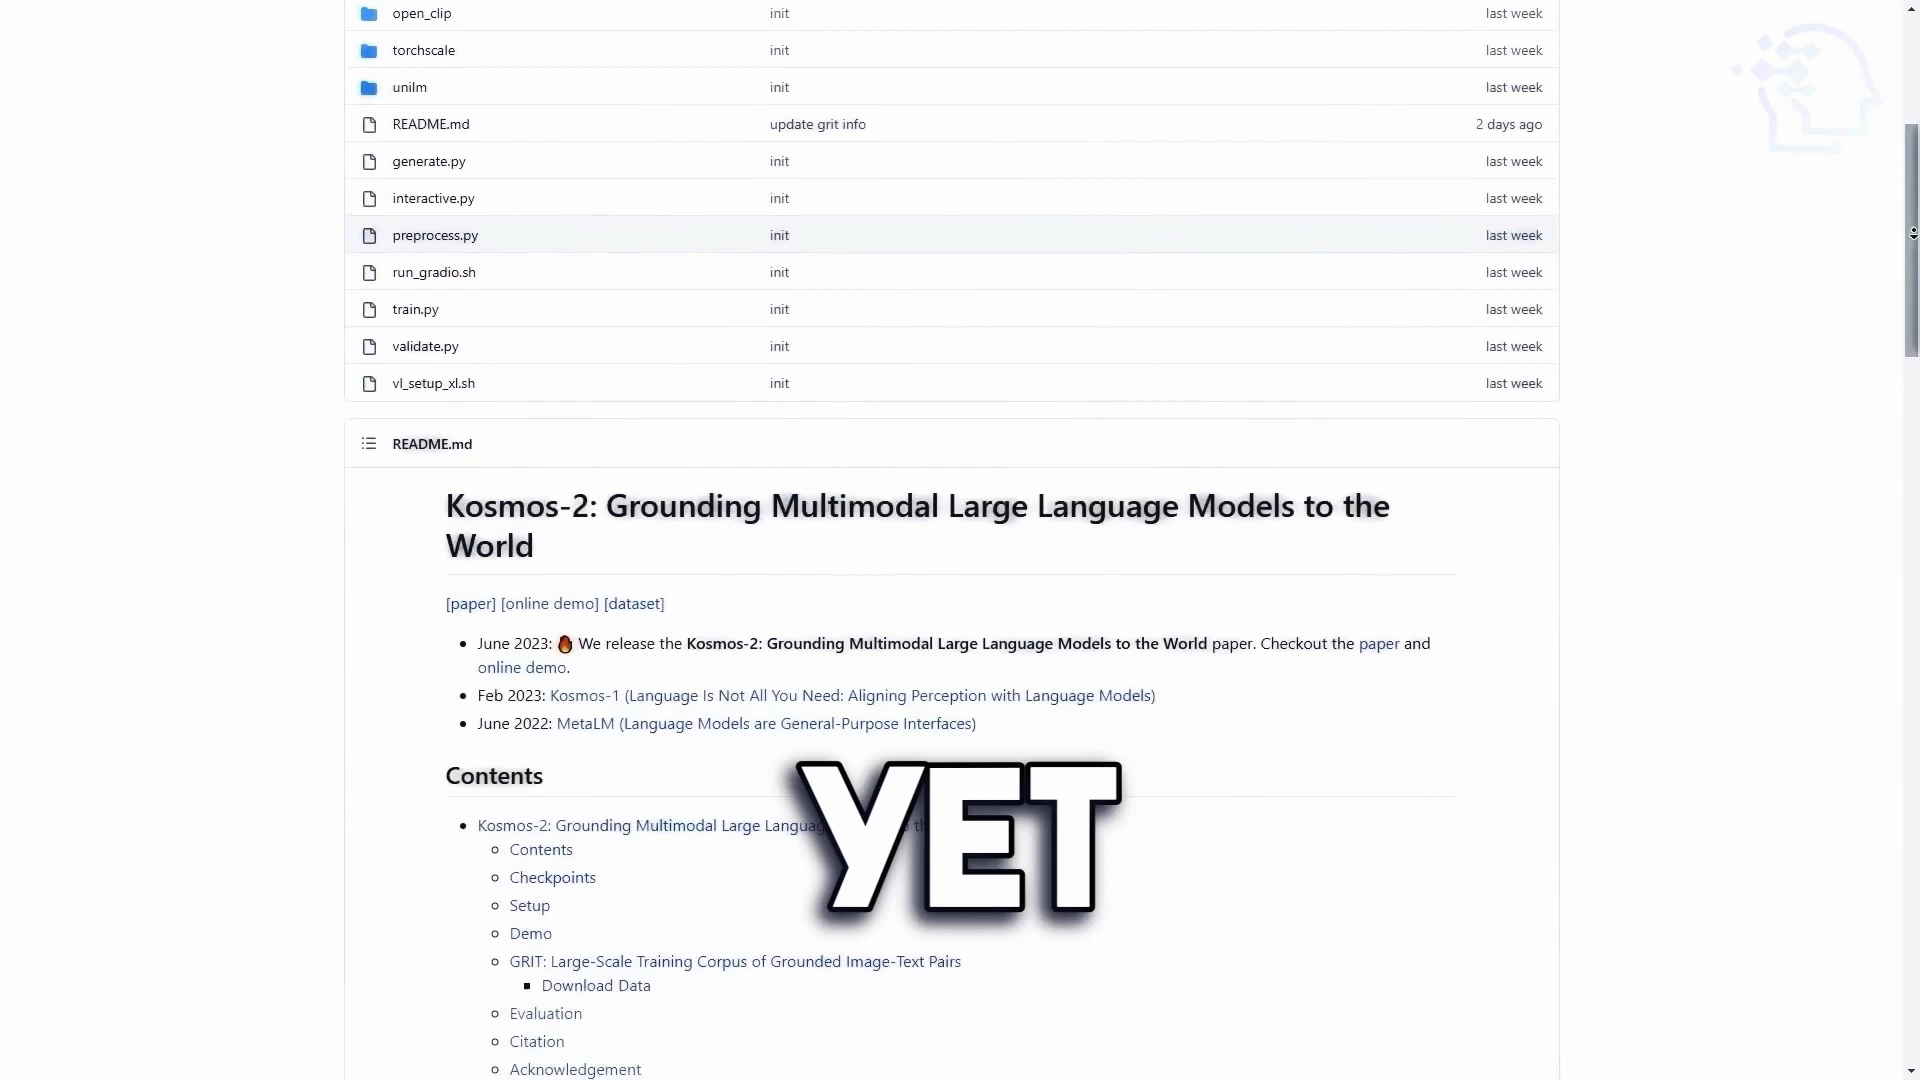 open_clip init last week
torchscale init last week
unilm init last week
README.md update grit info 2 days ago
generate.py init last week
interactive.py init last week
preprocess.py init last week
run_gradio.sh init last week
train.py init last week
validate.py init last week
vl_setup_xl.sh init last week
README.md
Kosmos-2: Grounding Multimodal Large Language Models to the
World
[paper] [online demo] [dataset]
• June 2023: 🔥 We release the Kosmos-2: Grounding Multimodal Large Language Models to the World paper. Checkout the paper and
online demo.
• Feb 2023: Kosmos-1 (Language Is Not All You Need: Aligning Perception with Language Models)
• June 2022: MetaLM (Language Models are General-Purpose Interfaces)
Contents
• Kosmos-2: Grounding Multimodal Large
YET
Contents
Checkpoints
Setup
Demo
GRIT: Large-Scale Training Corpus of Grounded Image-Text Pairs
Download Data
Evaluation
Citation
Acknowledgement